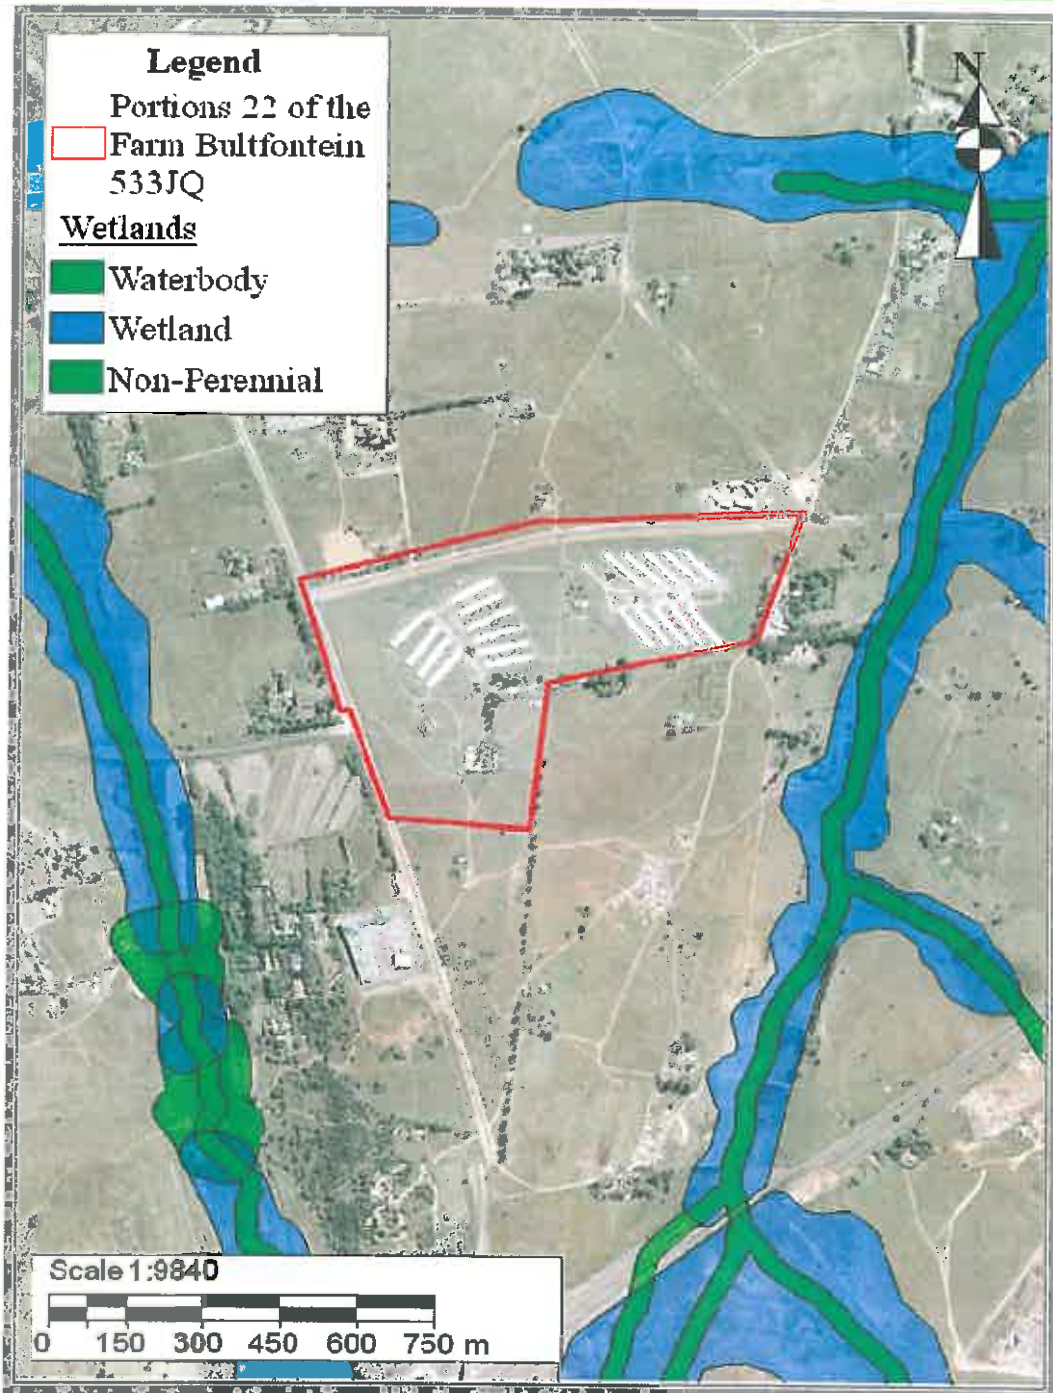 Legend
Portions 22 of the
Farm Bultfontein
533JQ
Wetlands
Waterbody
Wetland
Non-Perennial
N
Scale 1:9840
0 150 300 450 600 750 m